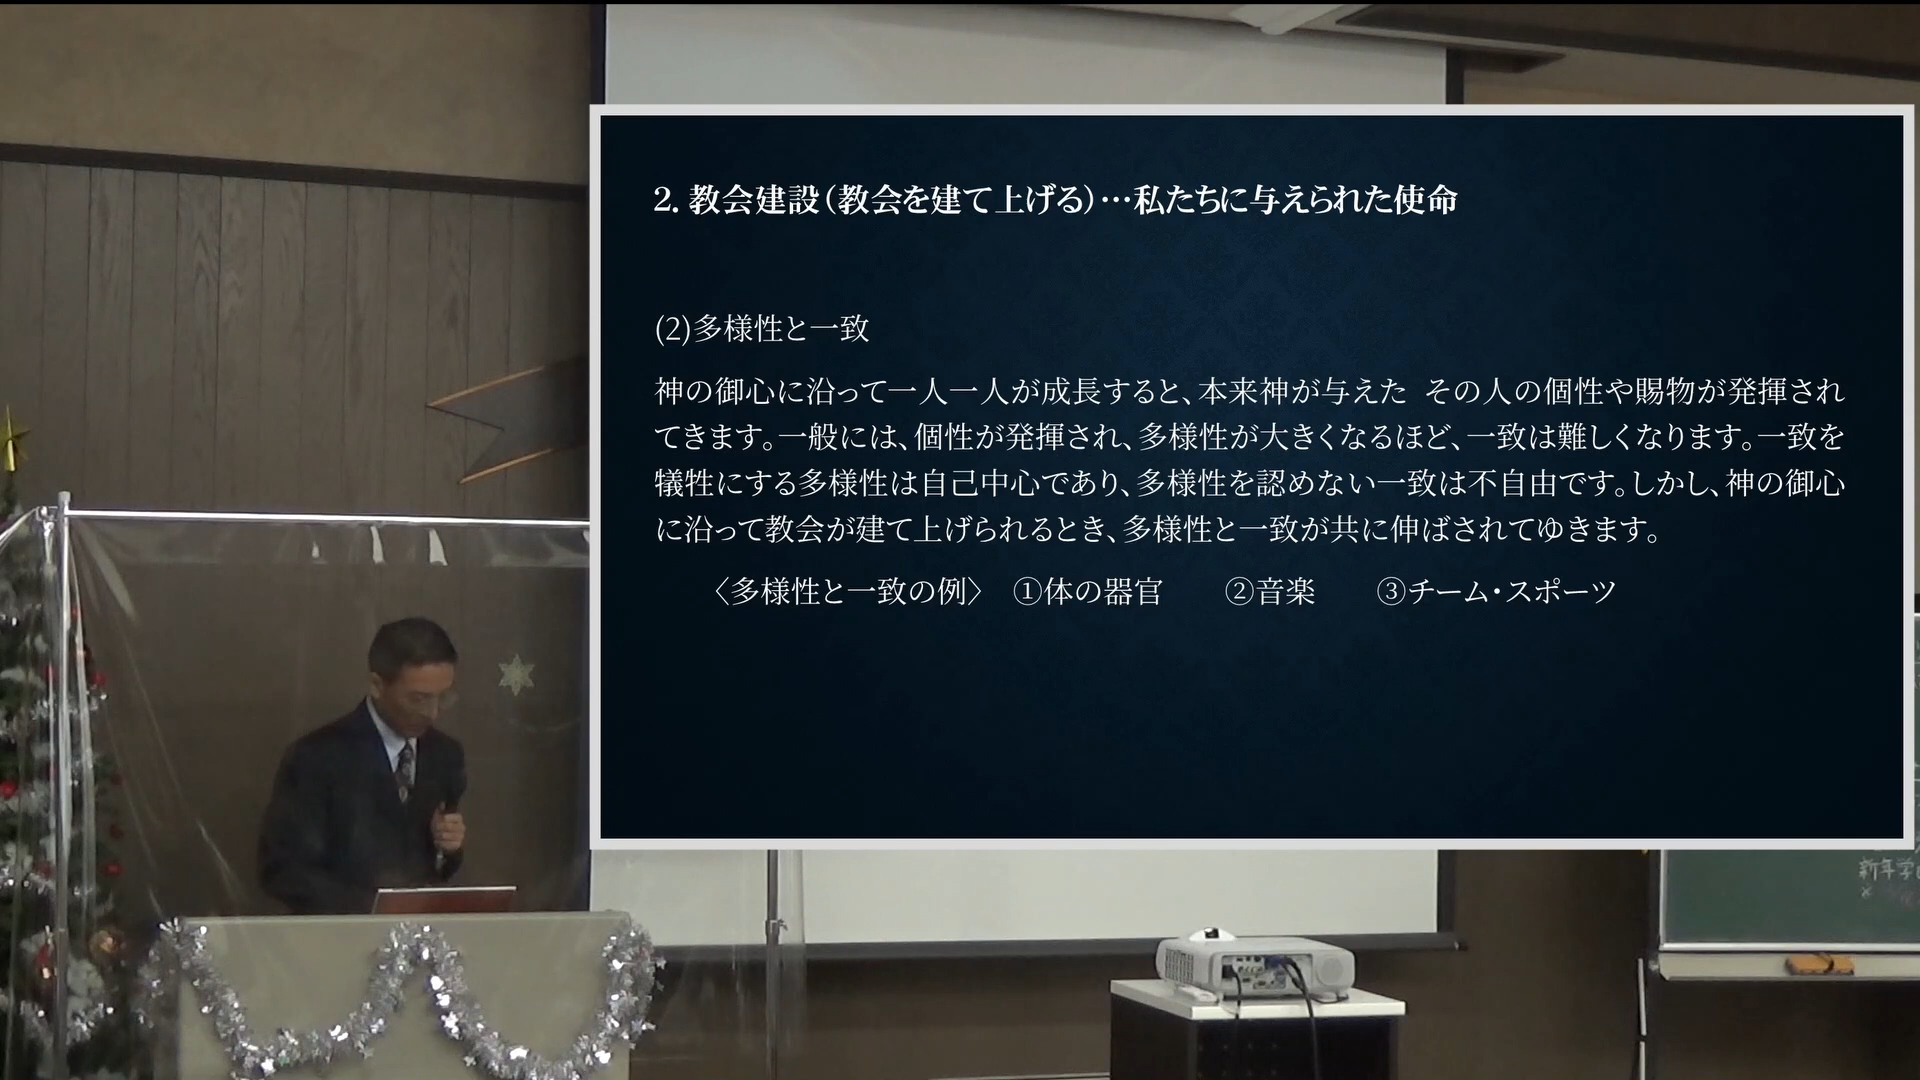 2. 教会建設（教会を建て上げる）…私たちに与えられた使命
(2)多様性と一致
神の御心に沿って一人一人が成長すると、本来神が与えた その人の個性や賜物が発揮され
てきます。一般には、個性が発揮され、多様性が大きくなるほど、一致は難しくなります。一致を
犠牲にする多様性は自己中心であり、多様性を認めない一致は不自由です。しかし、神の御心
に沿って教会が建て上げられるとき、多様性と一致が共に伸ばされてゆきます。
〈多様性と一致の例〉 ①体の器官 ②音楽 ③チーム・スポーツ
新年学